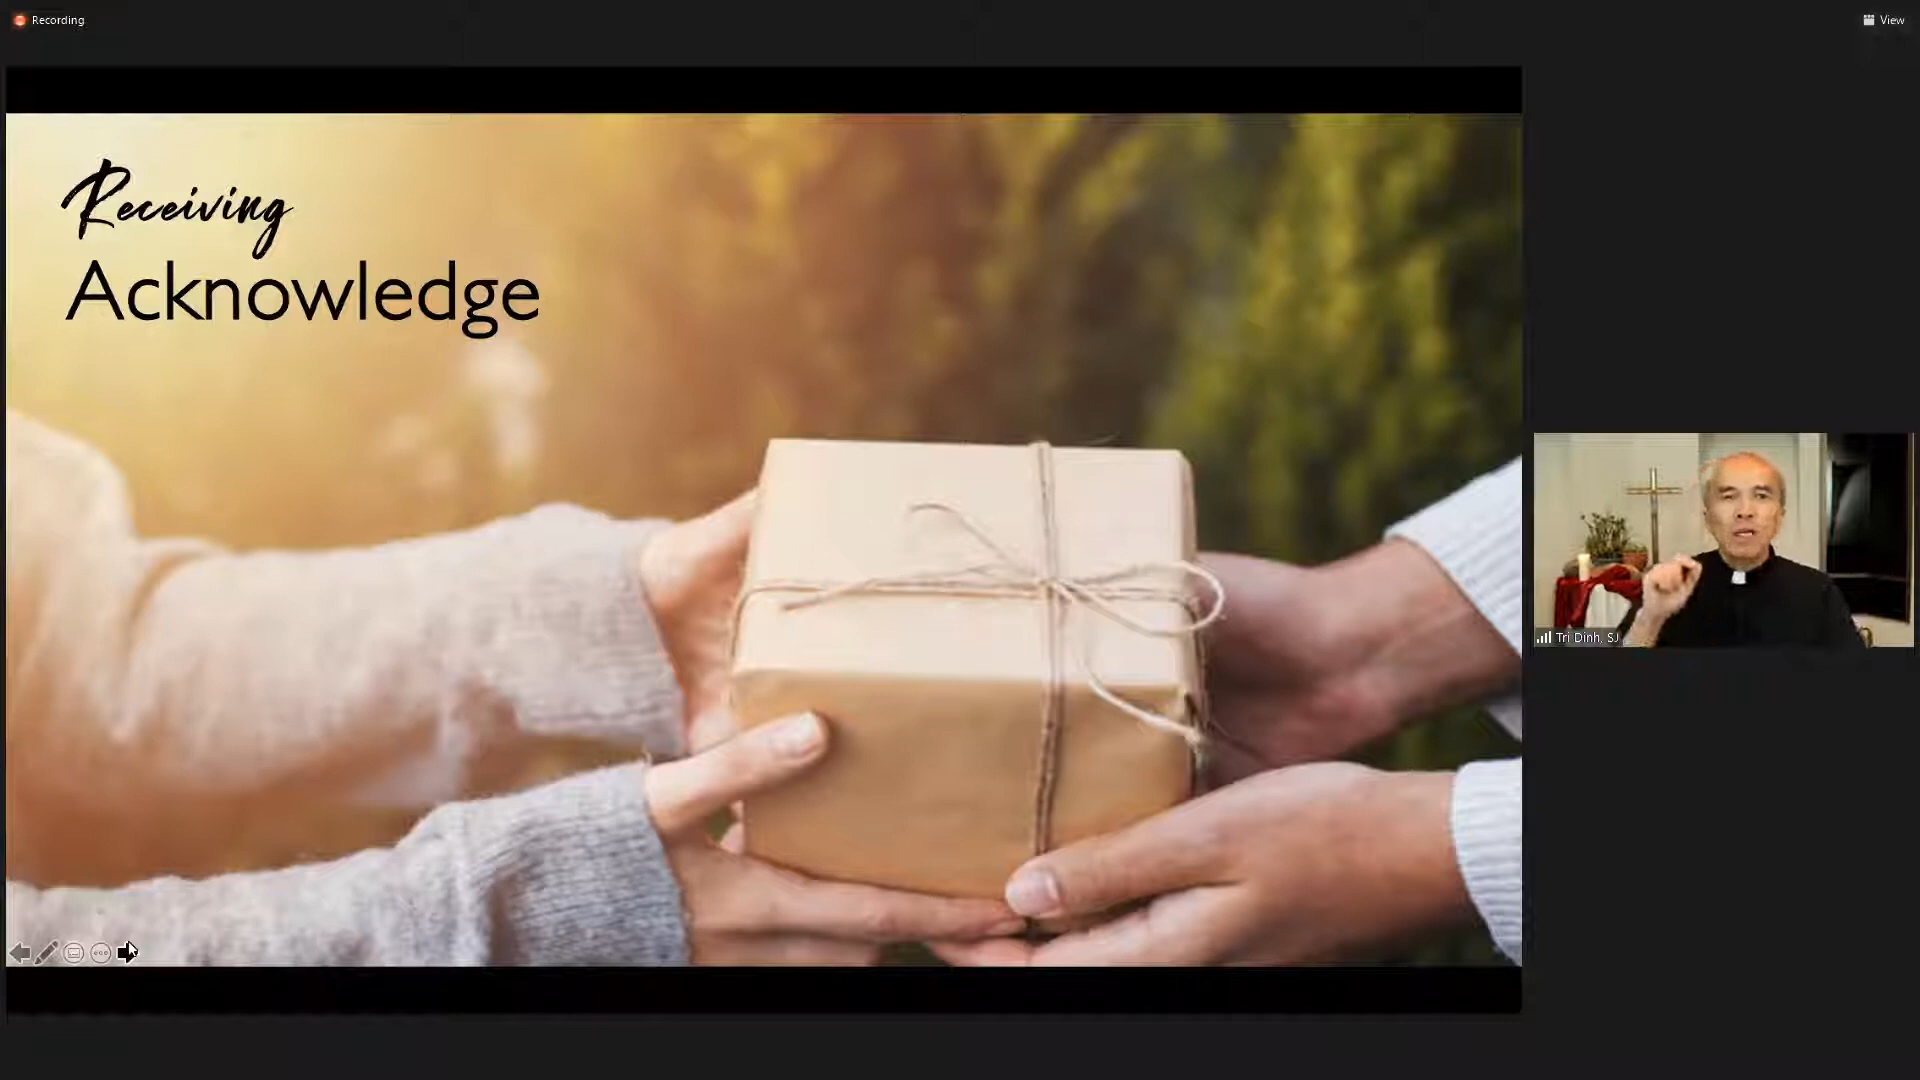 Recording
View
Receiving
Acknowledge
Tri Dinh, SJ